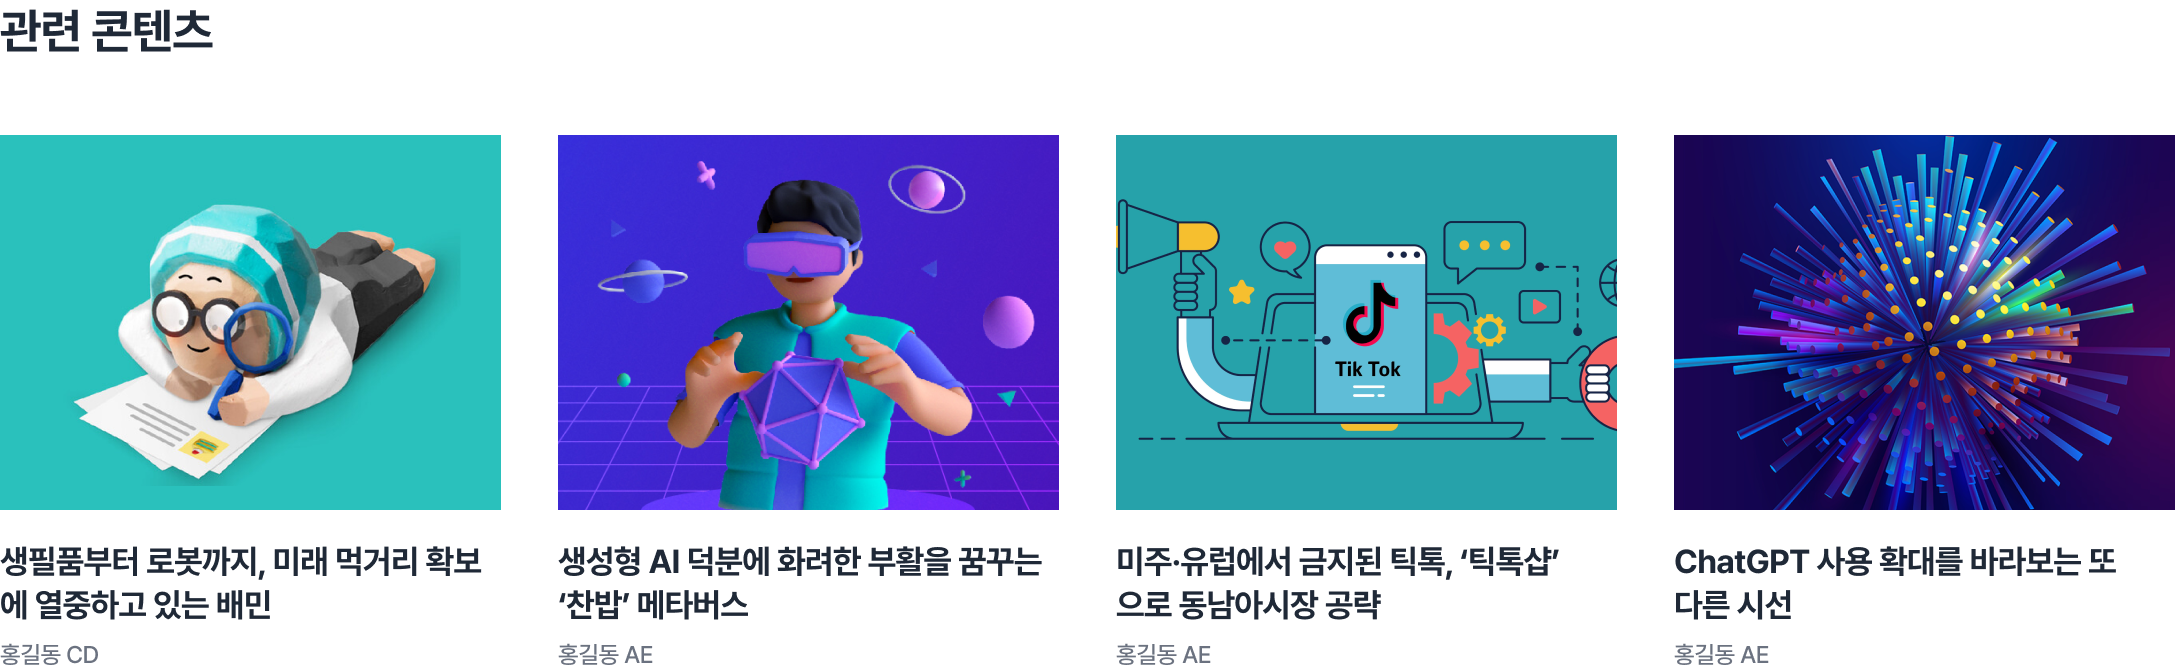 관련 콘텐츠
Tik Tok
생필품부터 로봇까지, 미래 먹거리 확보
에 열중하고 있는 배민
홍길동 CD
생성형 AI 덕분에 화려한 부활을 꿈꾸는
‘찬밥’ 메타버스
홍길동 AE
미주·유럽에서 금지된 틱톡, ‘틱톡샵’
으로 동남아시장 공략
홍길동 AE
ChatGPT 사용 확대를 바라보는 또
다른 시선
홍길동 AE